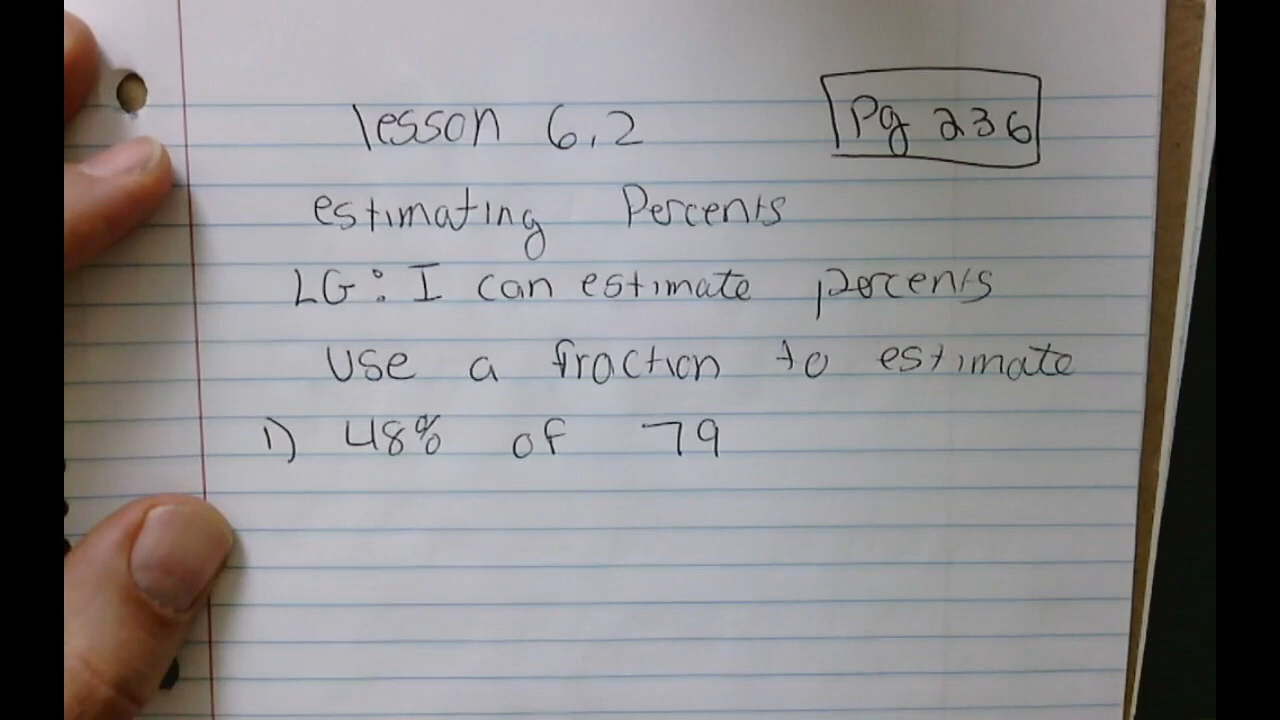 lesson 6.2 Pg 236
estimating Percents
LG: I can estimate percents
Use a fraction to estimate
1) 48% of 79